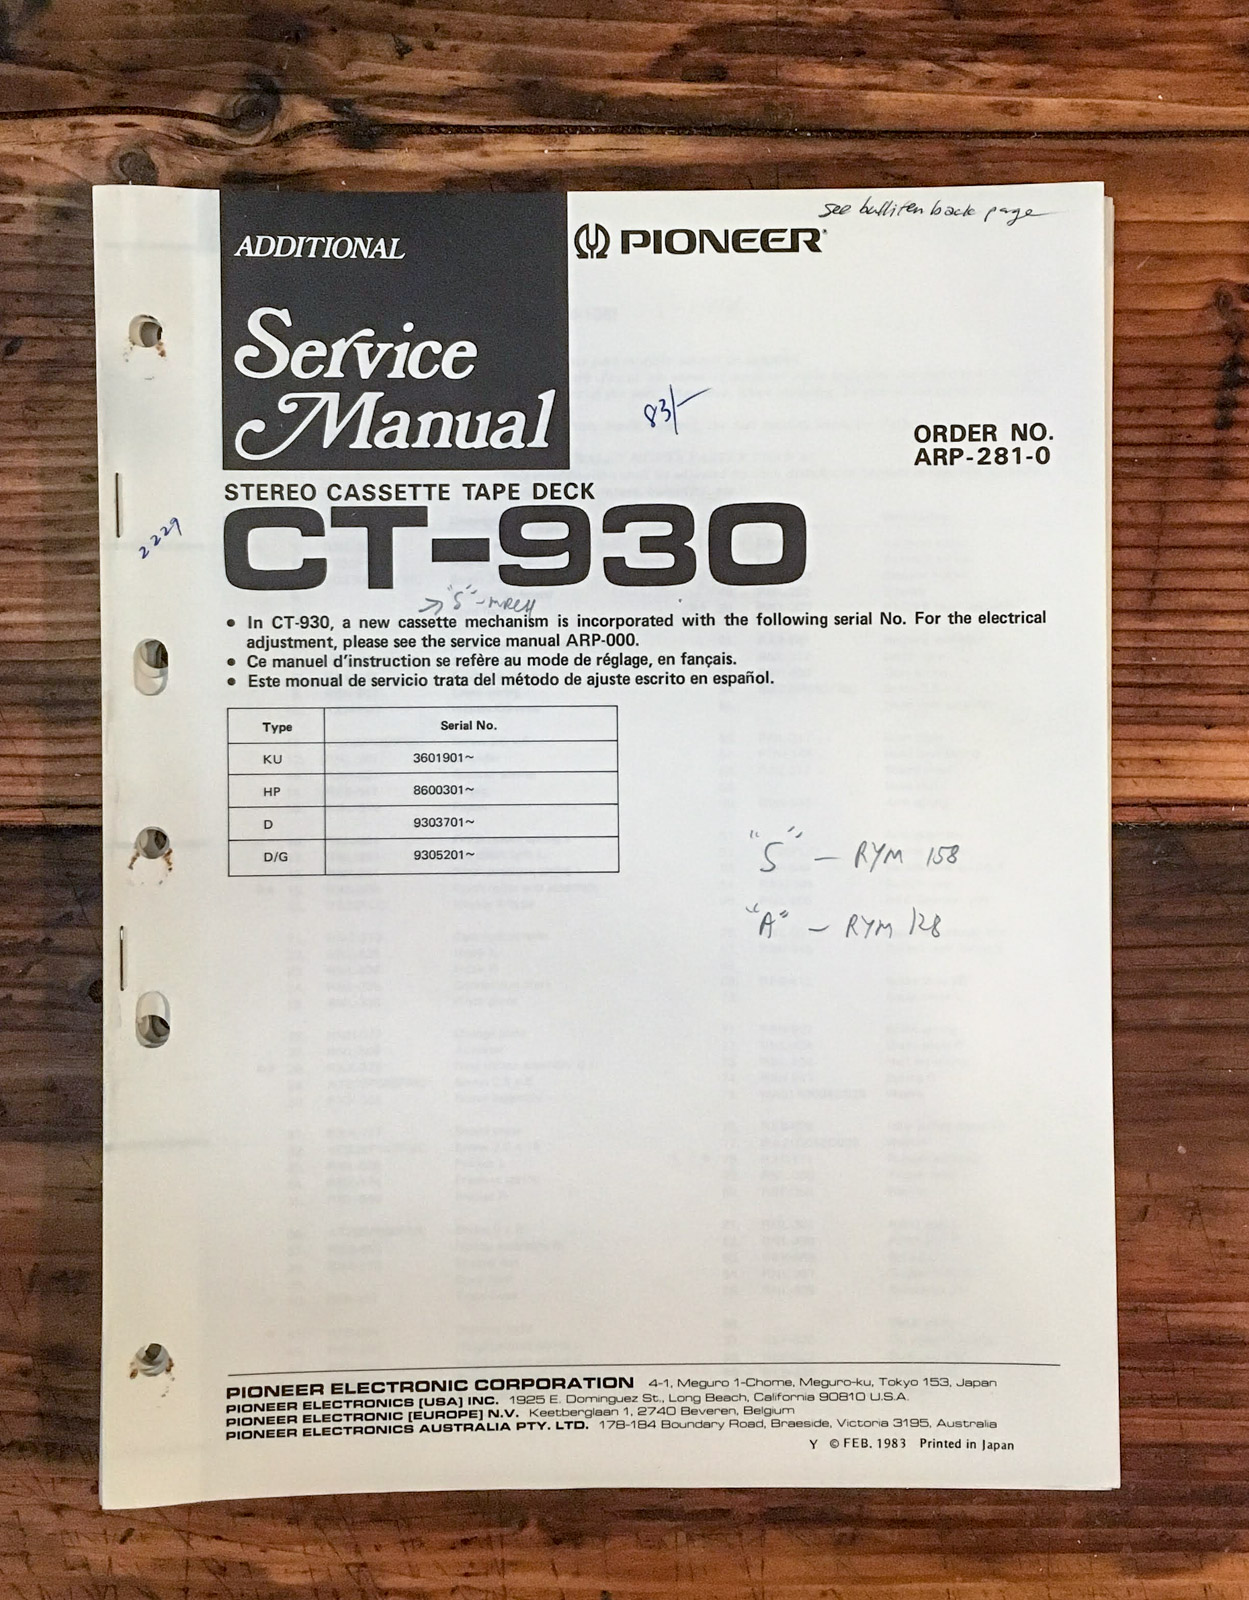 see bulliten back page
ADDITIONAL
PIONEER
Service
Manual
83/-
ORDER NO.
ARP-281-0
STEREO CASSETTE TAPE DECK
CT-930
2229
"S"-MECH
• In CT-930, a new cassette mechanism is incorporated with the following serial No. For the electrical
adjustment, please see the service manual ARP-000.
• Ce manuel d'instruction se refère au mode de réglage, en fançais.
• Este monual de servicio trata del método de ajuste escrito en español.
Type Serial No.
KU 3601901~
HP 8600301~
D 9303701~
D/G 9305201~
"S" — RYM 158
"A" — RYM 128
PIONEER ELECTRONIC CORPORATION 4-1, Meguro 1-Chome, Meguro-ku, Tokyo 153, Japan
PIONEER ELECTRONICS [USA] INC. 1925 E. Dominguez St., Long Beach, California 90810 U.S.A.
PIONEER ELECTRONIC [EUROPE] N.V. Keetberglaan 1, 2740 Beveren, Belgium
PIONEER ELECTRONICS AUSTRALIA PTY. LTD. 178-184 Boundary Road, Braeside, Victoria 3195, Australia
Y © FEB. 1983 Printed in Japan